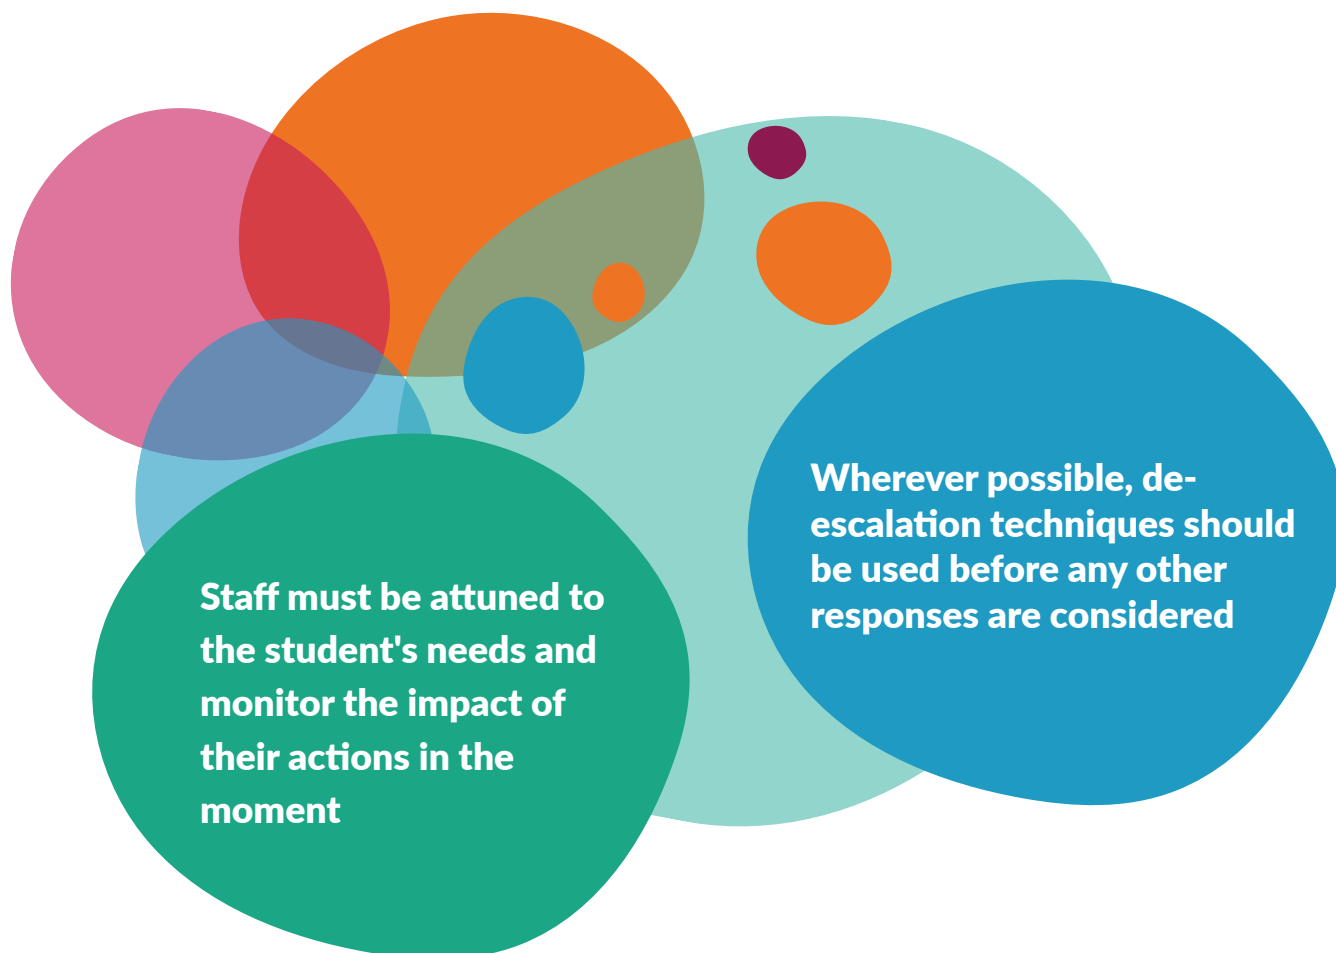 Staff must be attuned to
the student's needs and
monitor the impact of
their actions in the
moment
Wherever possible, de-
escalation techniques should
be used before any other
responses are considered